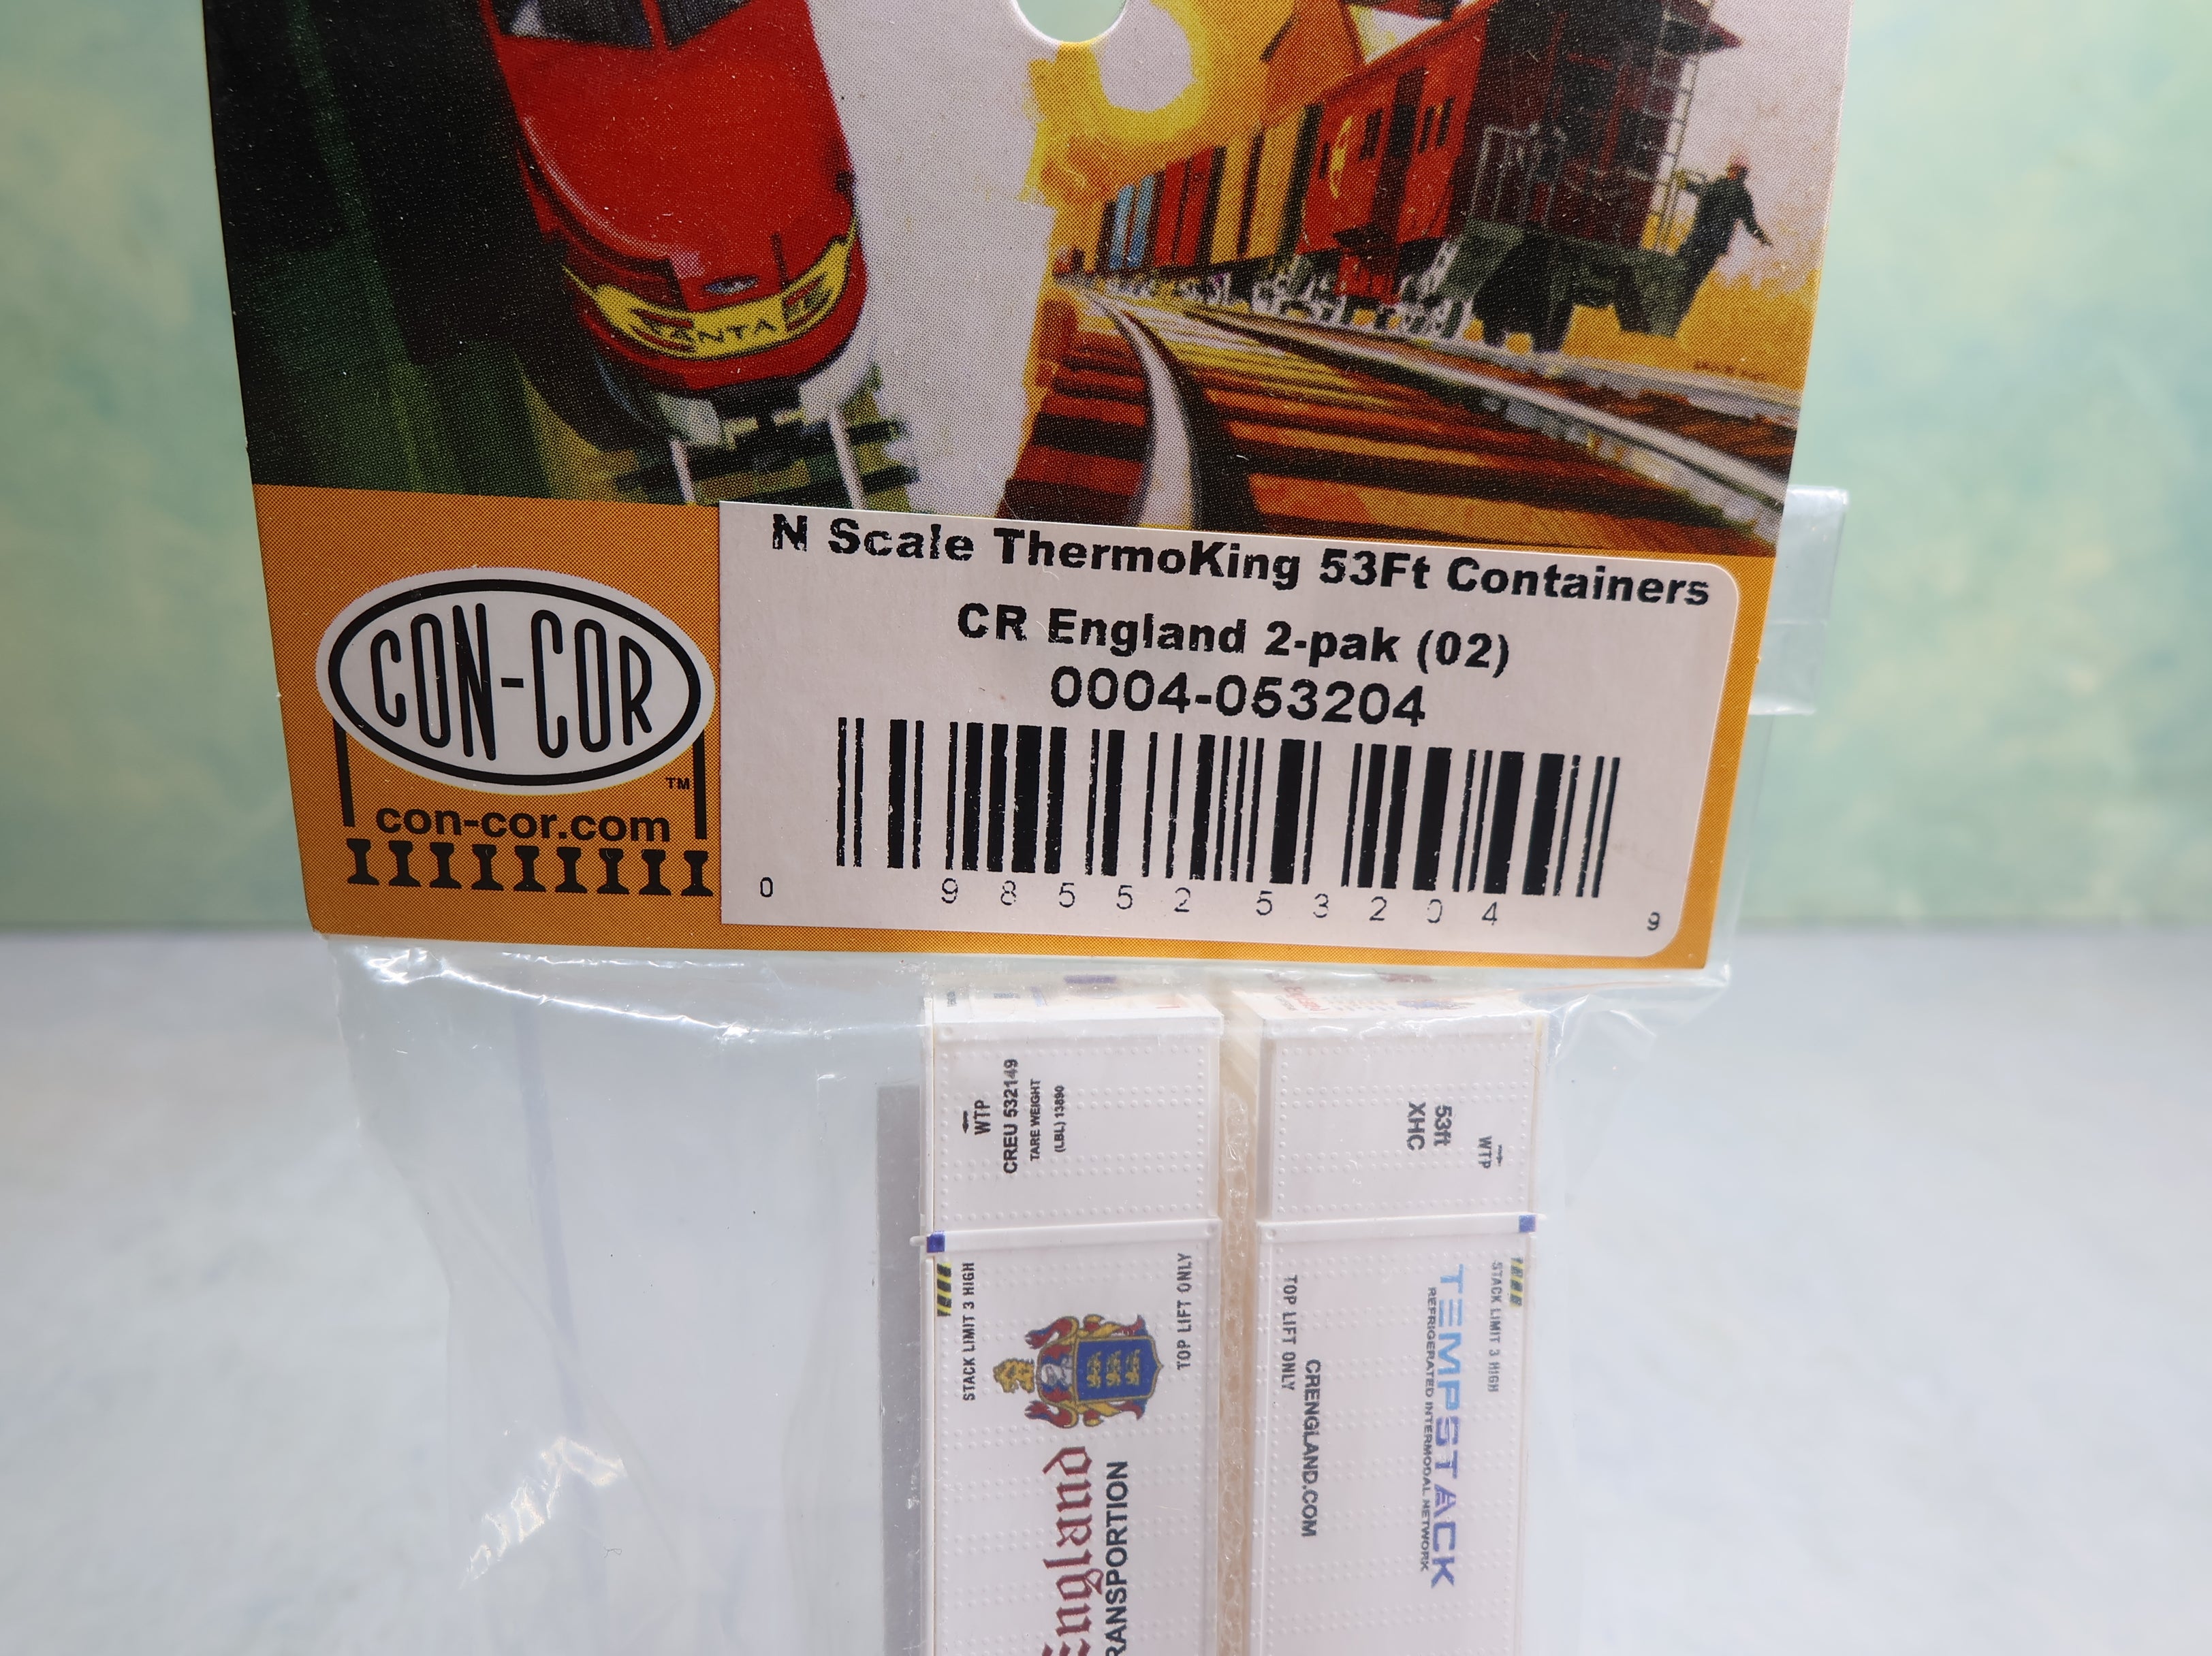 N Scale ThermoKing 53Ft Containers
CR England 2-pak (02)
0004-053204
0 98552 53204 9
CON-COR
TM
con-cor.com
WTP
CREU 532149
TARE WEIGHT
(LBL) 13890
53ft
XHC
WTP
STACK LIMIT 3 HIGH
TOP LIFT ONLY
England
RANSPORTION
TOP LIFT ONLY
CRENGLAND.COM
TEMPSTACK
REFRIGERATED INTERMODAL NETWORK
STACK LIMIT 3 HIGH